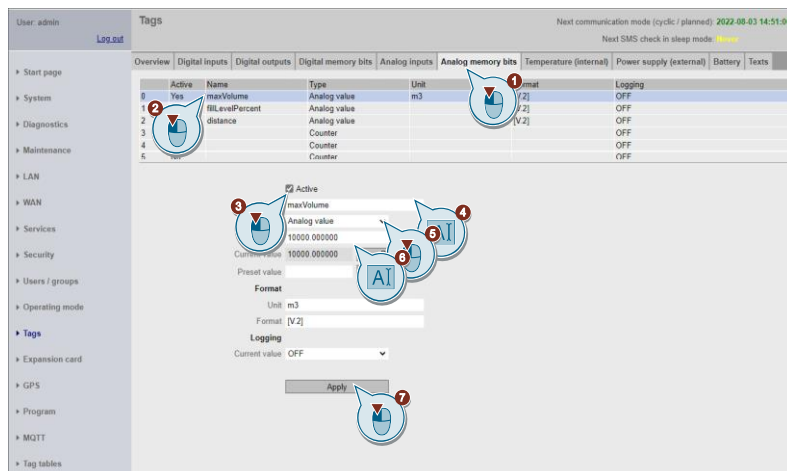 User: admin
Log out
Tags
Next communication mode (cyclic / planned): 2022-08-03 14:51:0
Next SMS check in sleep mode: Never
Overview Digital inputs Digital outputs Digital memory bits Analog inputs Analog memory bits Temperature (internal) Power supply (external) Battery Texts
Active Name Type Unit Format Logging
0 Yes maxVolume Analog value m3 [V.2] OFF
1 fillLevelPercent Analog value [V.2] OFF
2 distance Analog value [V.2] OFF
3 Counter OFF
4 Counter OFF
5 No Counter OFF
Start page
System
Diagnostics
Maintenance
LAN
WAN
Services
Security
Users / groups
Operating mode
Tags
Expansion card
GPS
Program
MQTT
Tag tables
Active
maxVolume
Analog value
10000.000000
Current value 10000.000000
Preset value
Format
Unit m3
Format [V.2]
Logging
Current value OFF
Apply
1
2
3
4
5
6
7
AI
AI